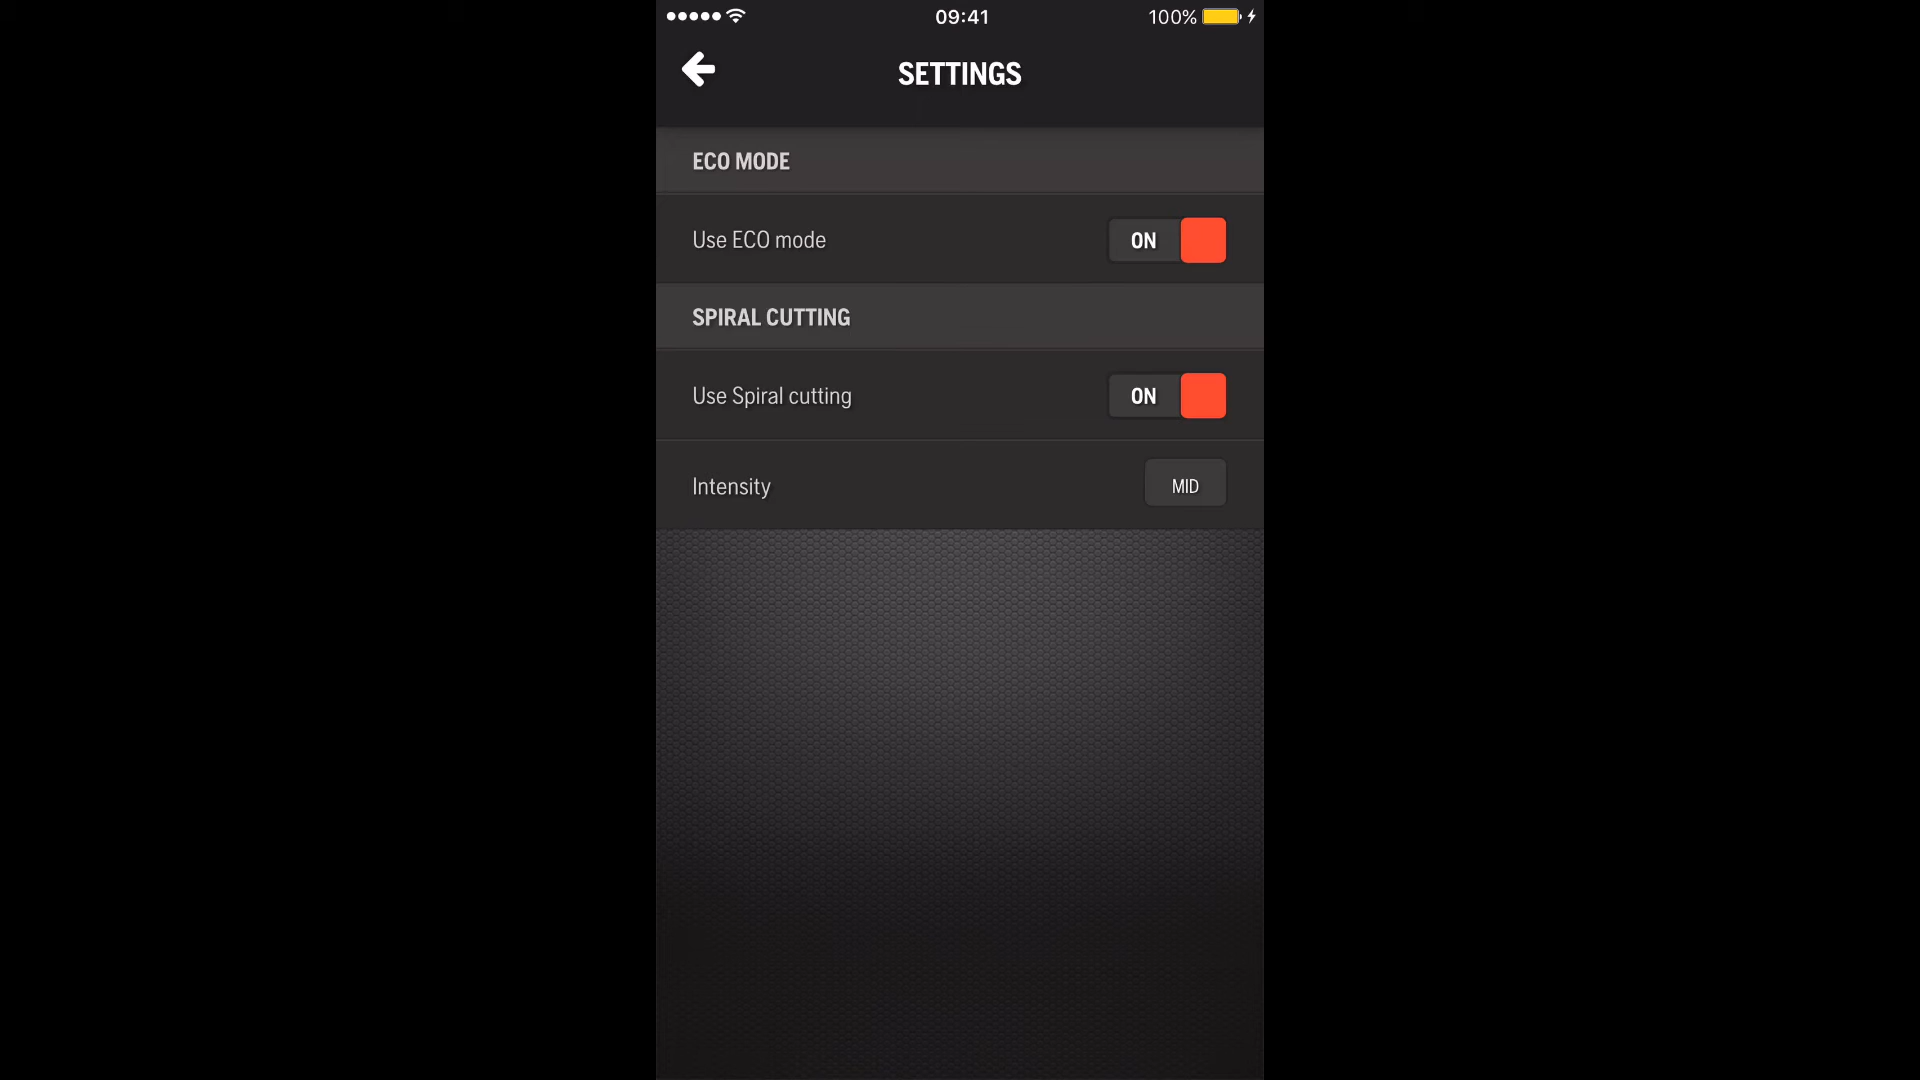 09:41
100%
SETTINGS
ECO MODE
Use ECO mode
ON
SPIRAL CUTTING
Use Spiral cutting
ON
Intensity
MID